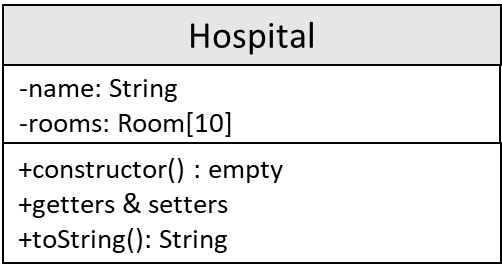 Hospital
-name: String
-rooms: Room[10]
+constructor() : empty
+getters & setters
+toString(): String